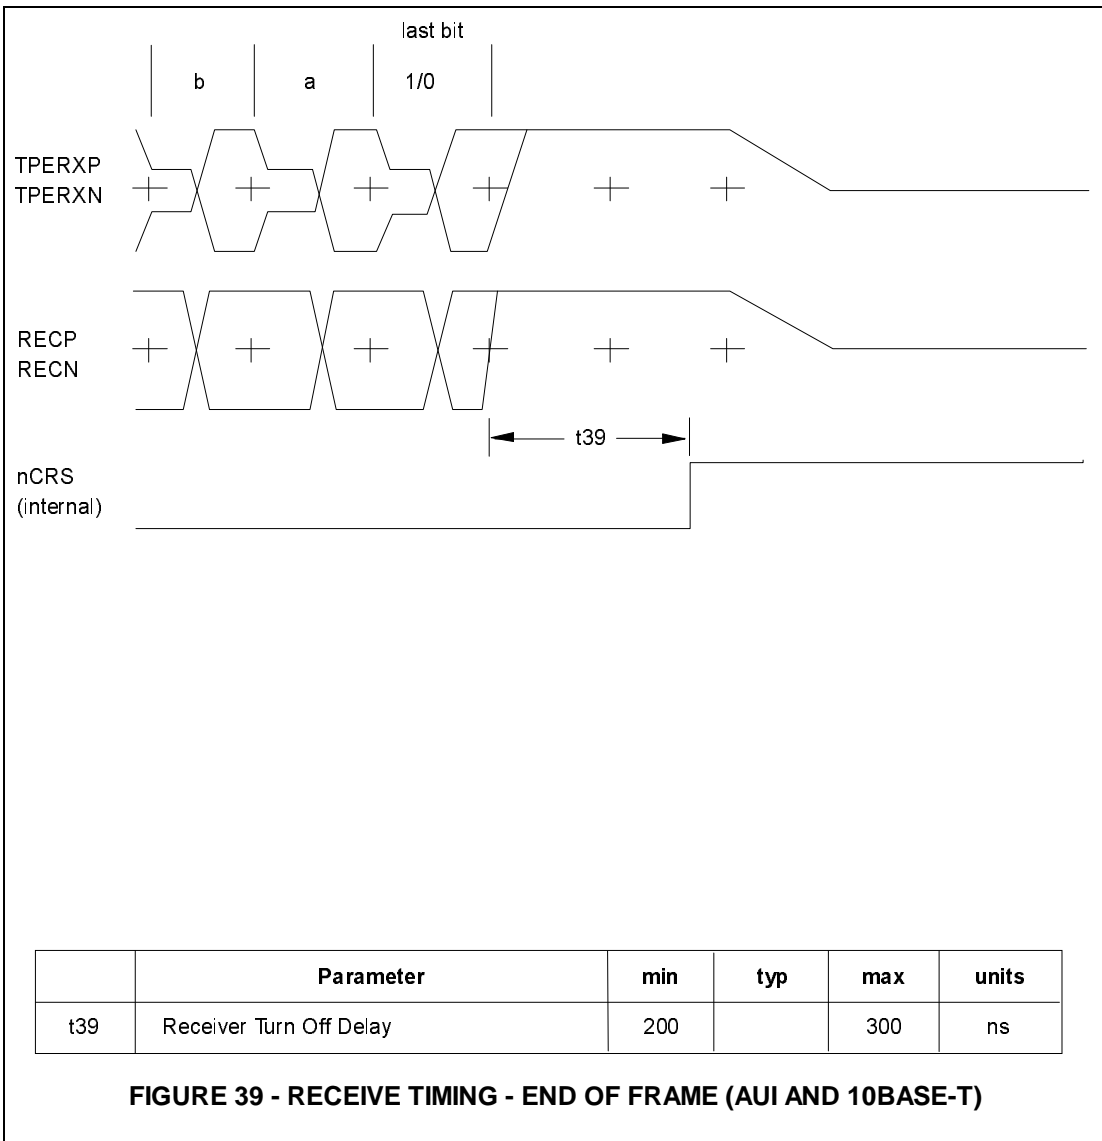 last bit
b a 1/0
TPERXP
TPERXN
RECP
RECN
t39
nCRS
(internal)
Parameter min typ max units
t39 Receiver Turn Off Delay 200 300 ns
FIGURE 39 - RECEIVE TIMING - END OF FRAME (AUI AND 10BASE-T)